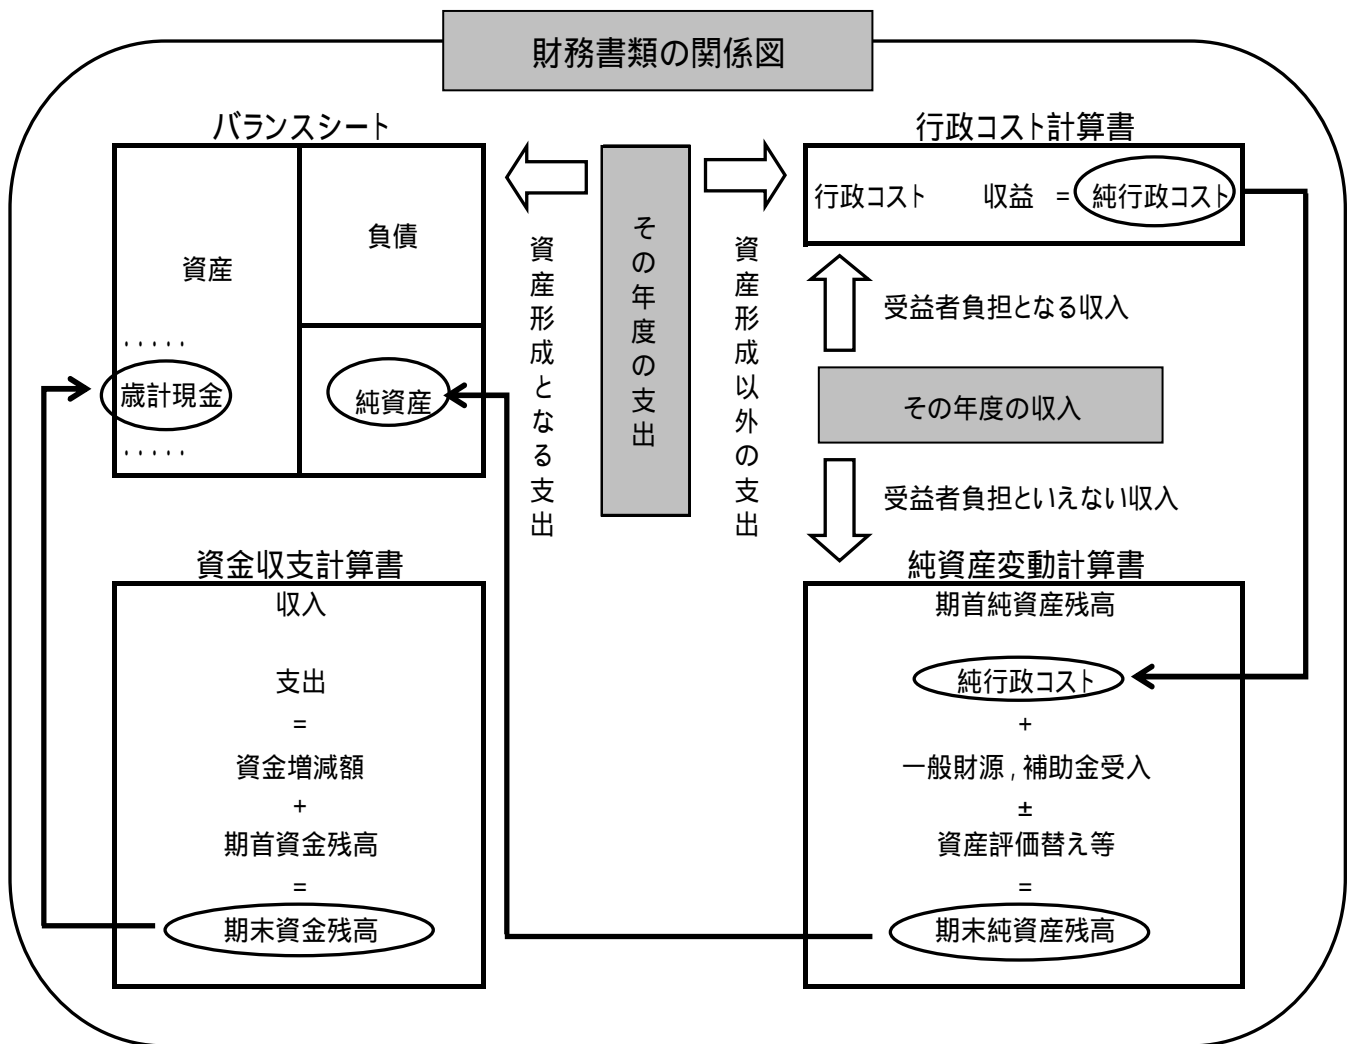 財務書類の関係図
バランスシート
資産
負債
.....
歳計現金
.....
純資産
資産形成となる支出
その年度の支出
資産形成以外の支出
行政コスト計算書
行政コスト 収益 = 純行政コスト
受益者負担となる収入
その年度の収入
受益者負担といえない収入
資金収支計算書
収入
支出
=
資金増減額
+
期首資金残高
=
期末資金残高
純資産変動計算書
期首純資産残高
純行政コスト
+
一般財源,補助金受入
±
資産評価替え等
=
期末純資産残高